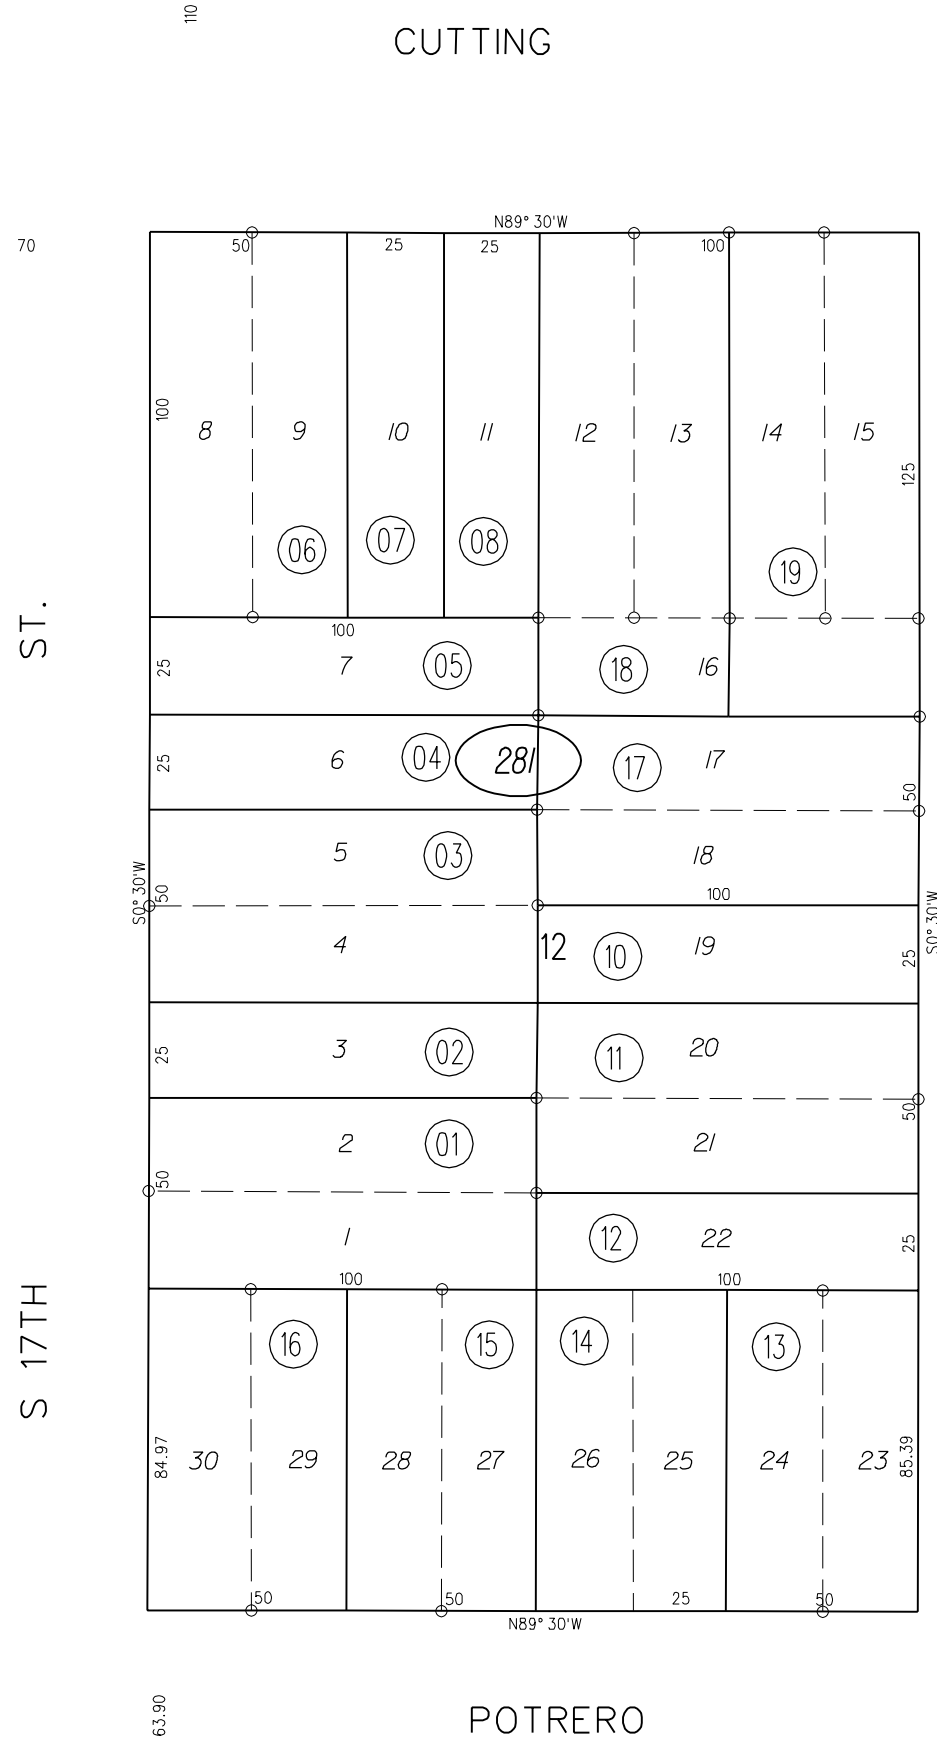 110
CUTTING
N89° 30'W
70
50 25 25 100
100
8 9 10 11 12 13 14 15
125
06 07 08 19
ST.
100
25 7 05 18 16
25 6 04 281 17 17
50
5 03 18
S0° 30'W
50
100
S0° 30'W
4 12 10 19 25
25 3 02 11 20
50
2 01 21
50
1 12 22 25
100 100
S 17TH
16 15 14 13
84.97 30 29 28 27 26 25 24 23 85.39
50 50 25 50
N89° 30'W
63.90
POTRERO